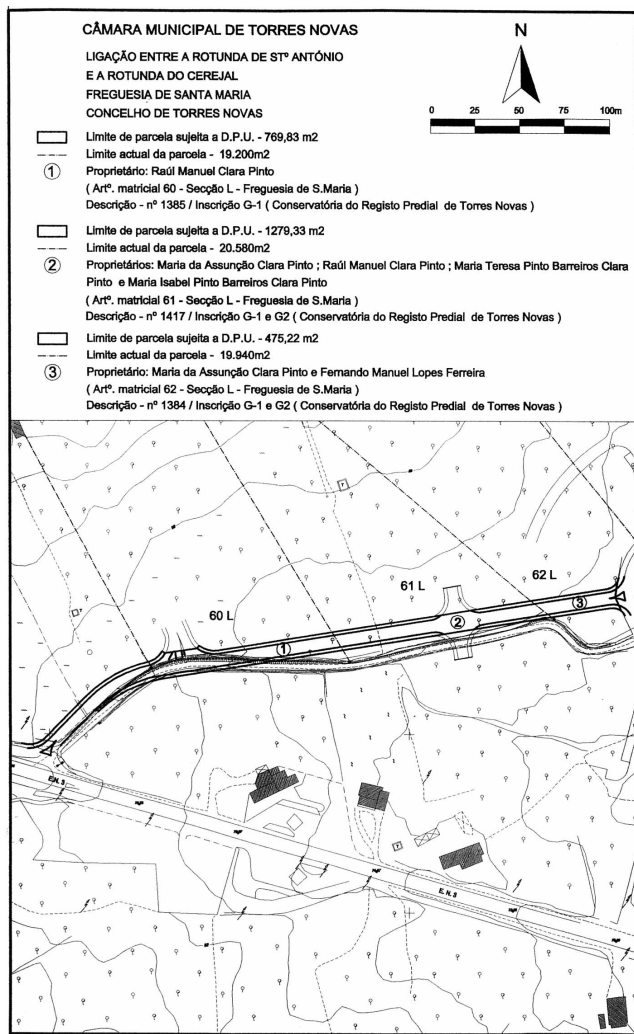 CÂMARA MUNICIPAL DE TORRES NOVAS
LIGAÇÃO ENTRE A ROTUNDA DE STº ANTÓNIO
E A ROTUNDA DO CEREJAL
FREGUESIA DE SANTA MARIA
CONCELHO DE TORRES NOVAS
N
0 25 50 75 100m
Limite de parcela sujeita a D.P.U. - 769,83 m2
Limite actual da parcela - 19.200m2
1 Proprietário: Raúl Manuel Clara Pinto
( Artº. matricial 60 - Secção L - Freguesia de S.Maria )
Descrição - nº 1385 / Inscrição G-1 ( Conservatória do Registo Predial de Torres Novas )
Limite de parcela sujeita a D.P.U. - 1279,33 m2
Limite actual da parcela - 20.580m2
2 Proprietários: Maria da Assunção Clara Pinto ; Raúl Manuel Clara Pinto ; Maria Teresa Pinto Barreiros Clara
Pinto e Maria Isabel Pinto Barreiros Clara Pinto
( Artº. matricial 61 - Secção L - Freguesia de S.Maria )
Descrição - nº 1417 / Inscrição G-1 e G2 ( Conservatória do Registo Predial de Torres Novas )
Limite de parcela sujeita a D.P.U. - 475,22 m2
Limite actual da parcela - 19.940m2
3 Proprietário: Maria da Assunção Clara Pinto e Fernando Manuel Lopes Ferreira
( Artº. matricial 62 - Secção L - Freguesia de S.Maria )
Descrição - nº 1384 / Inscrição G-1 e G2 ( Conservatória do Registo Predial de Torres Novas )
T
62 L
61 L
3
T
60 L
2
1
E.N. 3
T
E.N. 3